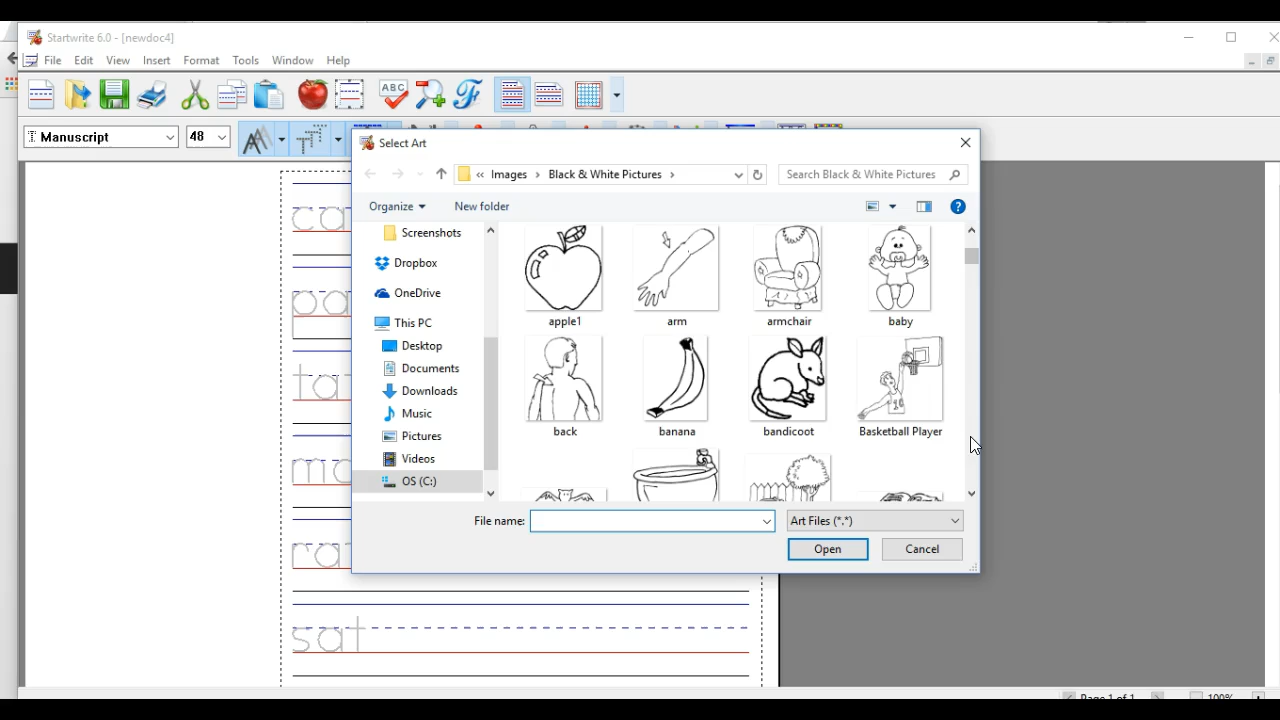 Startwrite 6.0 - [newdoc4]
File Edit View Insert Format Tools Window Help
ABC
Manuscript 48
Select Art
« Images › Black & White Pictures ›
Search Black & White Pictures
Organize
New folder
Screenshots
Dropbox
OneDrive
This PC
Desktop
Documents
Downloads
Music
Pictures
Videos
OS (C:)
apple1 arm armchair baby
back banana bandicoot Basketball Player
File name:
Art Files (*.*)
Open Cancel
sat
Page 1 of 1 100%